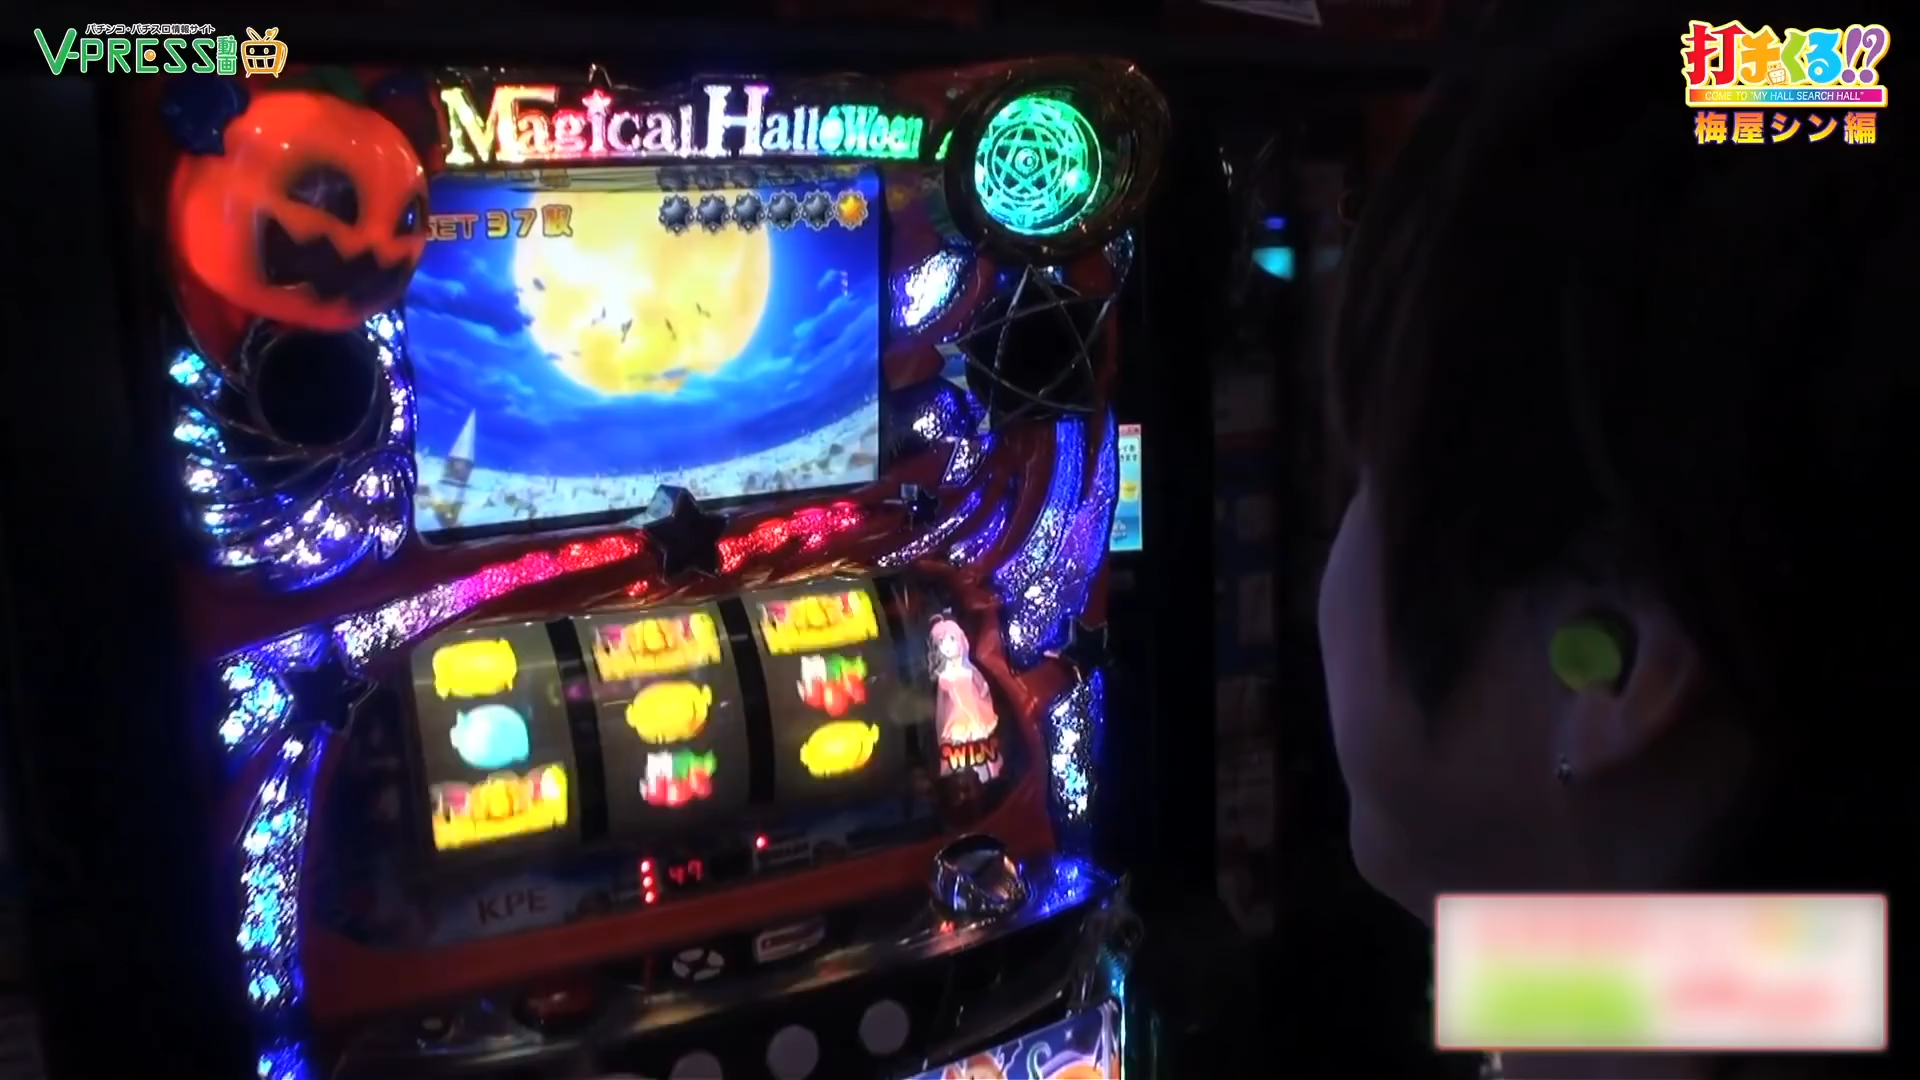 パチンコ・パチスロ情報サイト
V-PRESS動画
打チくる!?
COME TO "MY HALL SEARCH HALL"
梅屋シン編
Magical Halloween
GET 37枚
WIN
47
KPE